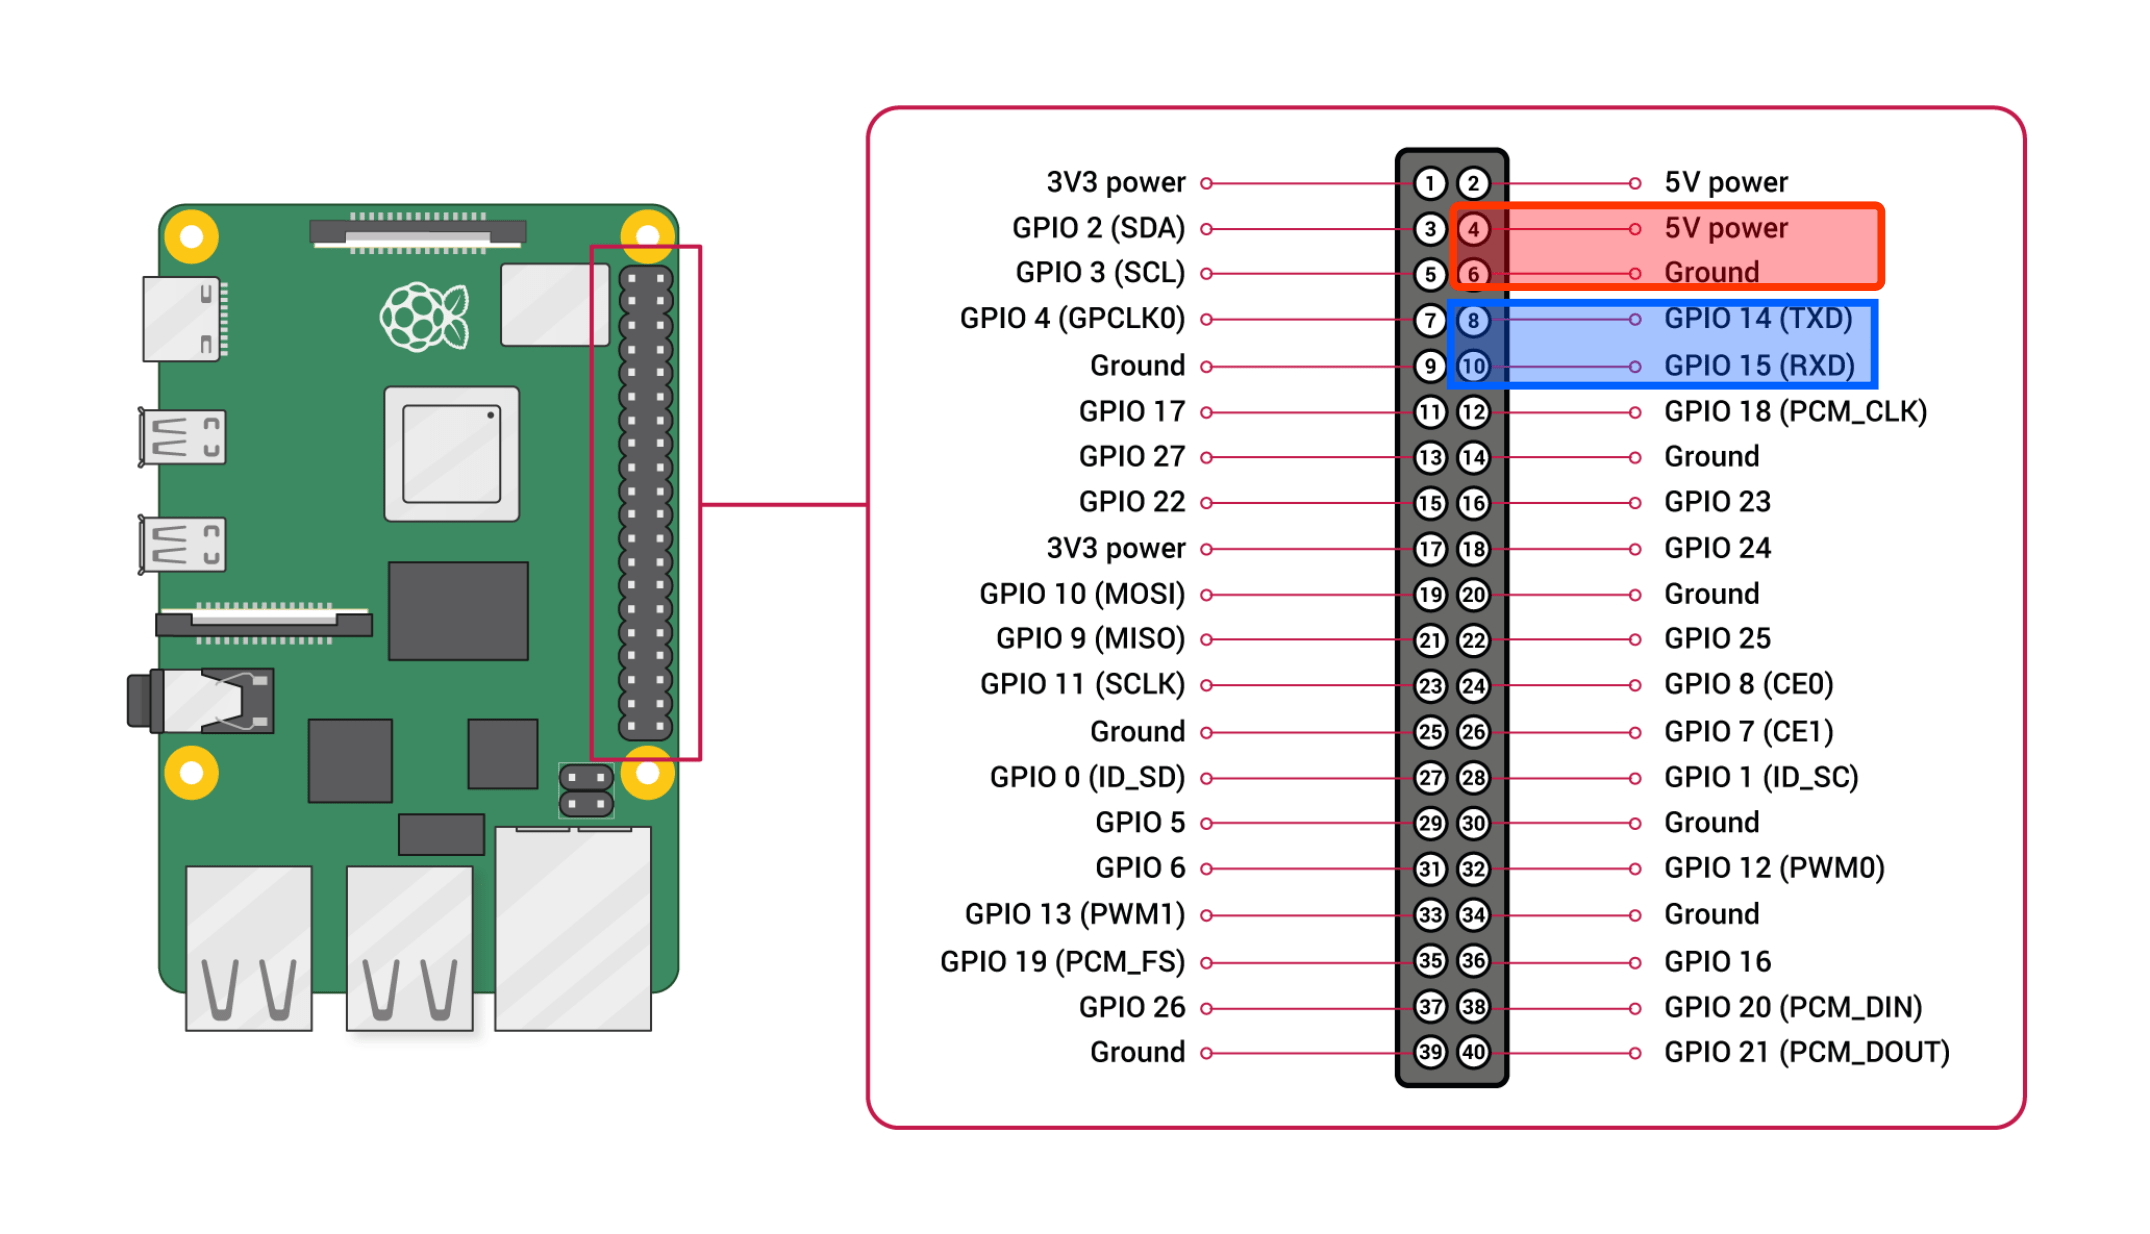 3V3 power 1 2 5V power
GPIO 2 (SDA) 3 4 5V power
GPIO 3 (SCL) 5 6 Ground
GPIO 4 (GPCLK0) 7 8 GPIO 14 (TXD)
Ground 9 10 GPIO 15 (RXD)
GPIO 17 11 12 GPIO 18 (PCM_CLK)
GPIO 27 13 14 Ground
GPIO 22 15 16 GPIO 23
3V3 power 17 18 GPIO 24
GPIO 10 (MOSI) 19 20 Ground
GPIO 9 (MISO) 21 22 GPIO 25
GPIO 11 (SCLK) 23 24 GPIO 8 (CE0)
Ground 25 26 GPIO 7 (CE1)
GPIO 0 (ID_SD) 27 28 GPIO 1 (ID_SC)
GPIO 5 29 30 Ground
GPIO 6 31 32 GPIO 12 (PWM0)
GPIO 13 (PWM1) 33 34 Ground
GPIO 19 (PCM_FS) 35 36 GPIO 16
GPIO 26 37 38 GPIO 20 (PCM_DIN)
Ground 39 40 GPIO 21 (PCM_DOUT)